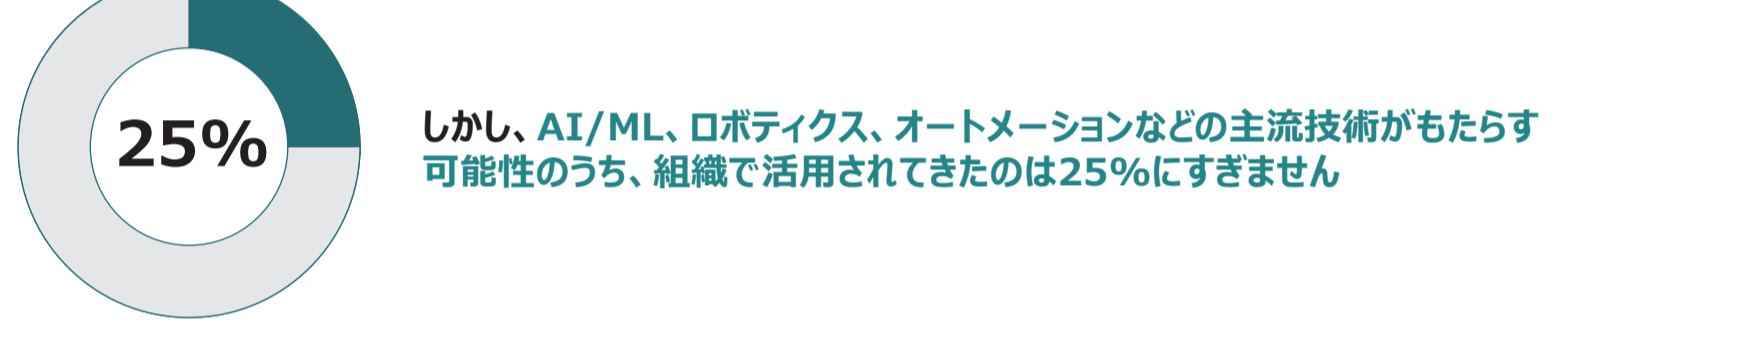 25%
しかし、AI/ML、ロボティクス、オートメーションなどの主流技術がもたらす
可能性のうち、組織で活用されてきたのは25%にすぎません